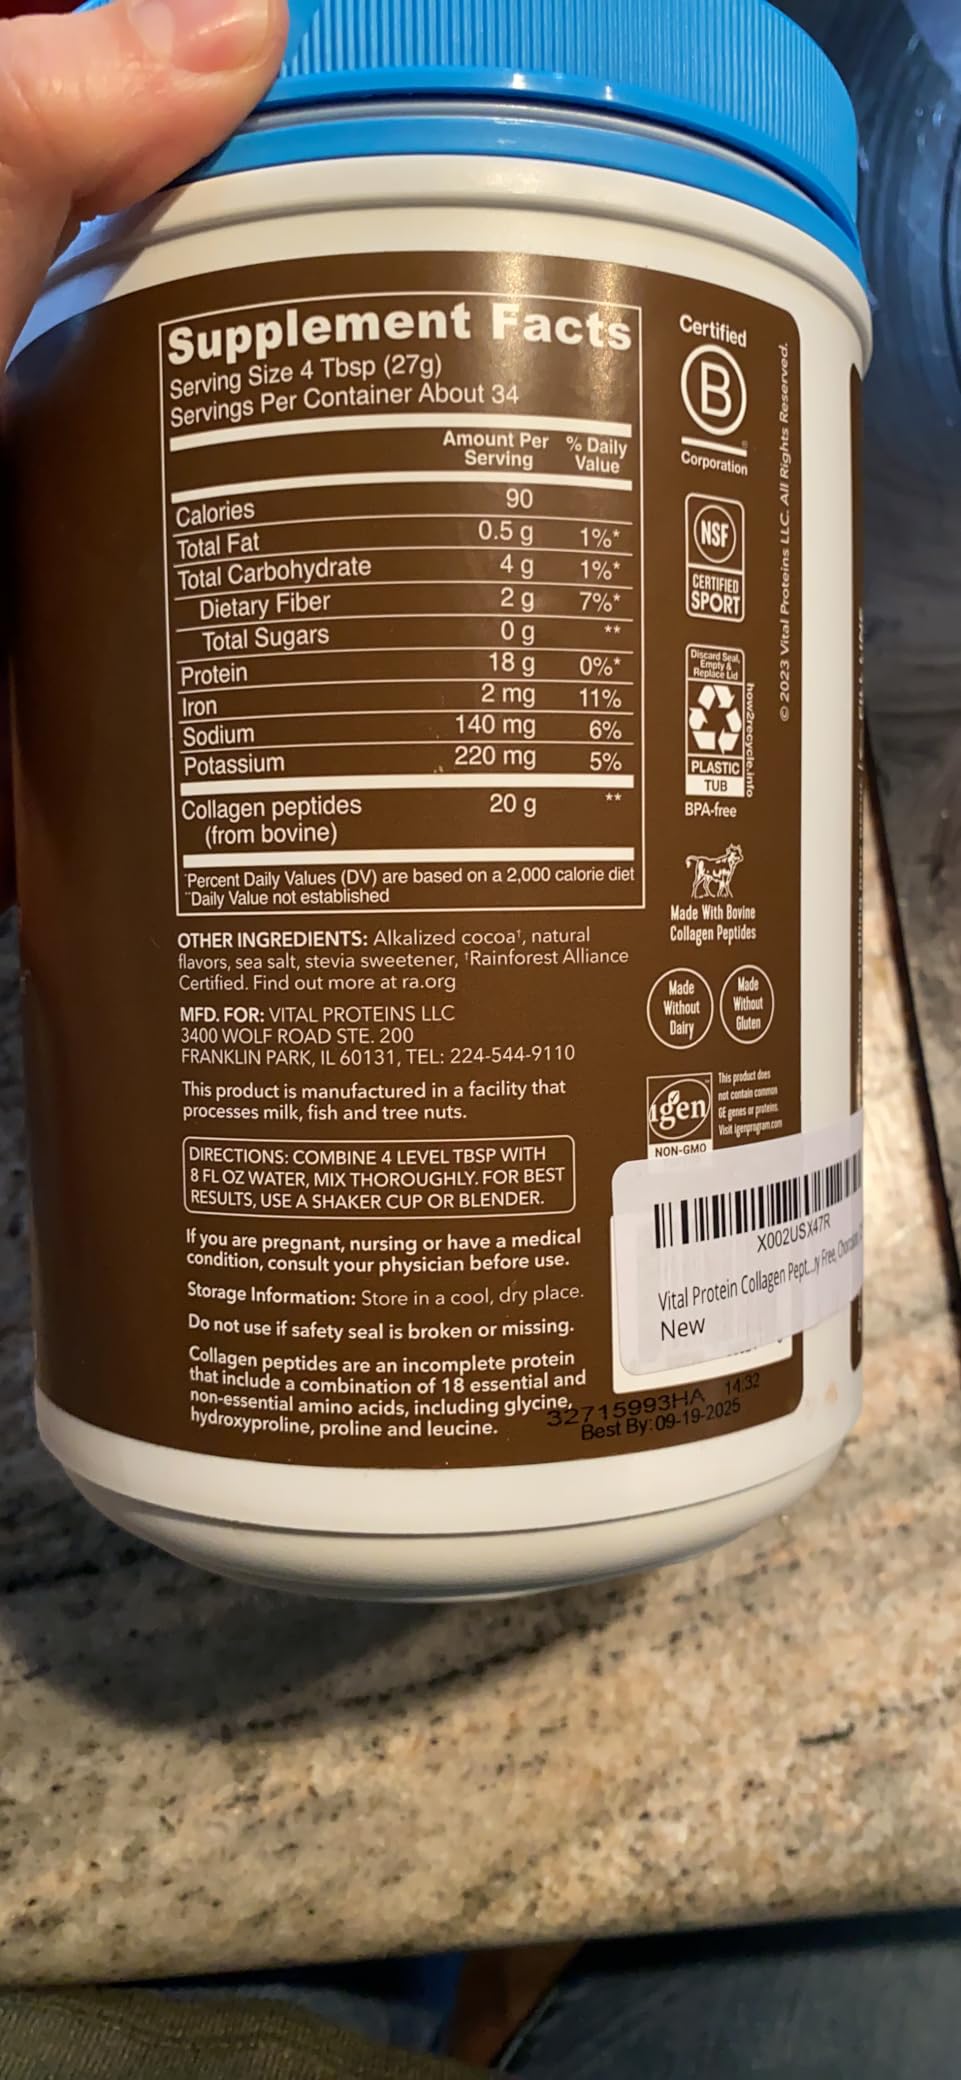 Supplement Facts
Serving Size 4 Tbsp (27g)
Servings Per Container About 34
Amount Per Serving % Daily Value
Calories 90
Total Fat 0.5 g 1%*
Total Carbohydrate 4 g 1%*
Dietary Fiber 2 g 7%*
Total Sugars 0 g **
Protein 18 g 0%*
Iron 2 mg 11%
Sodium 140 mg 6%
Potassium 220 mg 5%
Collagen peptides 20 g **
(from bovine)
*Percent Daily Values (DV) are based on a 2,000 calorie diet
**Daily Value not established
OTHER INGREDIENTS: Alkalized cocoa†, natural
flavors, sea salt, stevia sweetener, †Rainforest Alliance
Certified. Find out more at ra.org
MFD. FOR: VITAL PROTEINS LLC
3400 WOLF ROAD STE. 200
FRANKLIN PARK, IL 60131, TEL: 224-544-9110
This product is manufactured in a facility that
processes milk, fish and tree nuts.
DIRECTIONS: COMBINE 4 LEVEL TBSP WITH
8 FL OZ WATER, MIX THOROUGHLY. FOR BEST
RESULTS, USE A SHAKER CUP OR BLENDER.
If you are pregnant, nursing or have a medical
condition, consult your physician before use.
Storage Information: Store in a cool, dry place.
Do not use if safety seal is broken or missing.
Collagen peptides are an incomplete protein
that include a combination of 18 essential and
non-essential amino acids, including glycine,
hydroxyproline, proline and leucine.
Certified
B
Corporation
NSF
CERTIFIED
SPORT
Discard Seal,
Empty &
Replace Lid
how2recycle.info
PLASTIC
TUB
BPA-free
Made With Bovine
Collagen Peptides
Made
Without
Dairy
Made
Without
Gluten
igen
NON-GMO
This product does
not contain common
GE genes or proteins.
Visit igenprogram.com
© 2023 Vital Proteins LLC. All Rights Reserved.
X002USX47R
Vital Protein Collagen Pept...y Free,
New
32715993HA 14:32
Best By: 09-19-2025